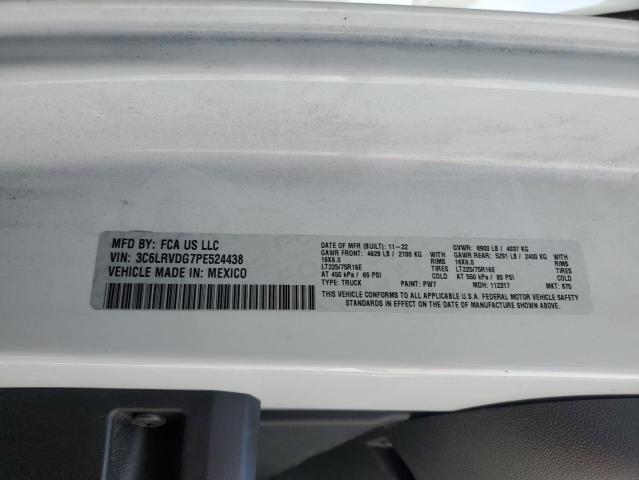 MFD BY: FCA US LLC
VIN: 3C6LRVDG7PE524438
VEHICLE MADE IN: MEXICO
DATE OF MFR (BUILT): 11-22 GVWR: 8900 LB / 4037 KG
GAWR FRONT: 4629 LB / 2100 KG WITH GAWR REAR: 5291 LB / 2400 KG WITH
16X6.0 RIMS 16X6.0 RIMS
LT225/75R16E TIRES LT225/75R16E TIRES
AT 450 kPa / 65 PSI COLD AT 550 kPa / 80 PSI COLD
TYPE: TRUCK PAINT: PW7 MDH: 112317 MKT: 875
THIS VEHICLE CONFORMS TO ALL APPLICABLE U.S.A. FEDERAL MOTOR VEHICLE SAFETY
STANDARDS IN EFFECT ON THE DATE OF MANUFACTURE SHOWN ABOVE.